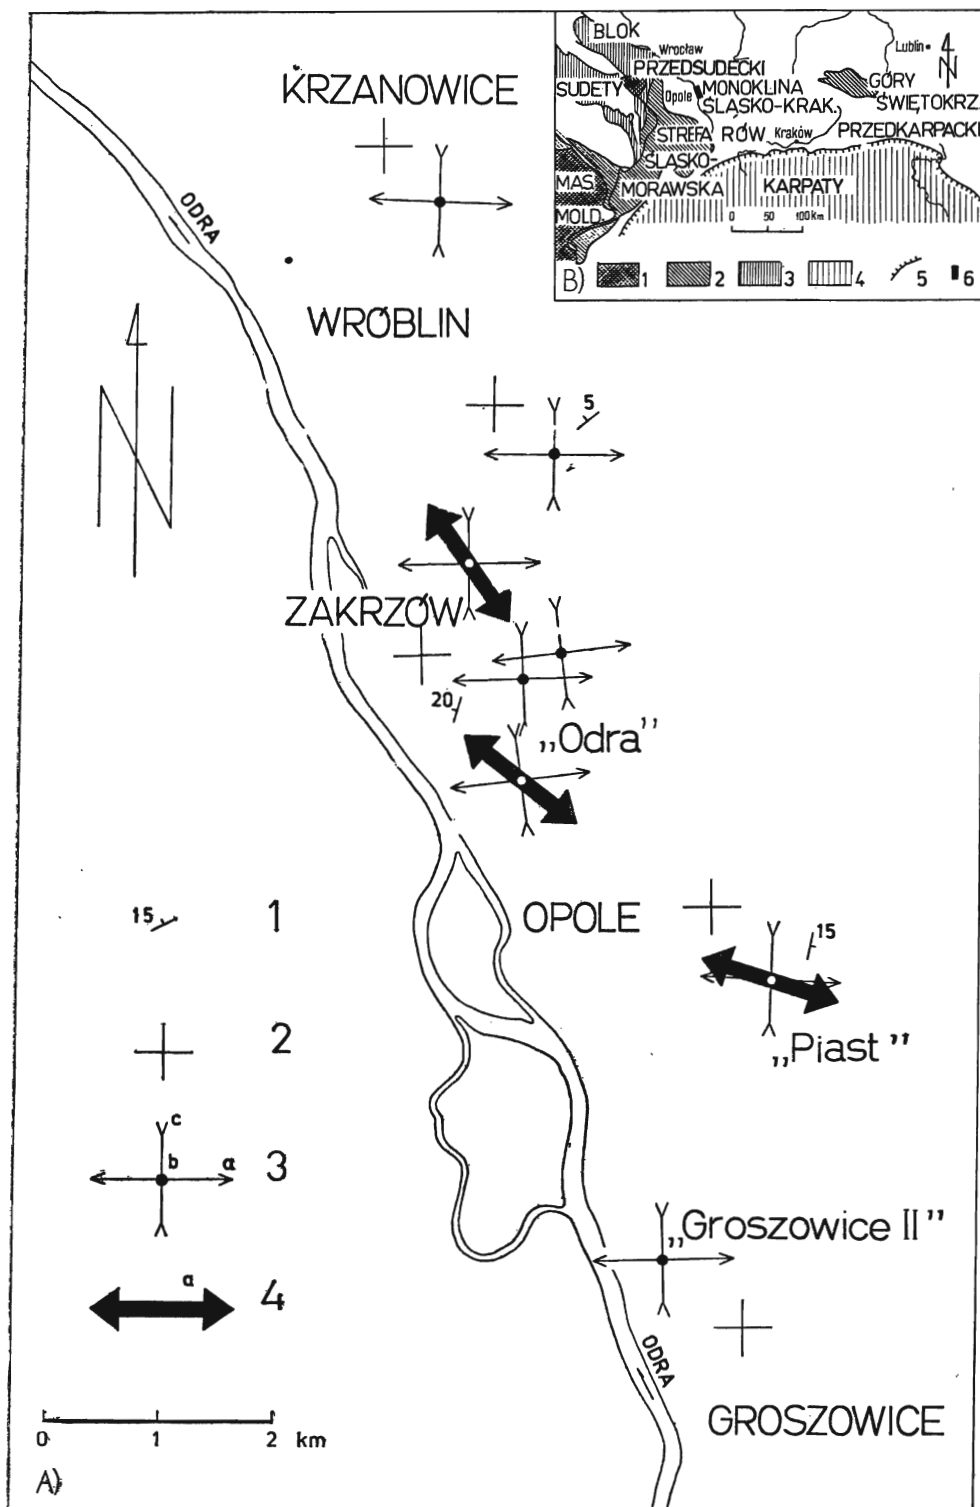 KRZANOWICE
ODRA
WRÓBLIN
N
5
ZAKRZÓW
20
„Odra”
OPOLE
15
„Piast”
„Groszowice II”
ODRA
GROSZOWICE
15 1
2
c
b a 3
a 4
0 1 2 km
A)
BLOK
Wrocław
PRZEDSUDECKI
Lublin
N
SUDETY
Opole
MONOKLINA
ŚLĄSKO-KRAK.
GÓRY
ŚWIĘTOKRZ.
STREFA
RÓW
Kraków
PRZEDKARPACKI
ŚLĄSKO-
MAS.
MORAWSKA
KARPATY
MOLD.
0 50 100km
B) 1 2 3 4 5 6